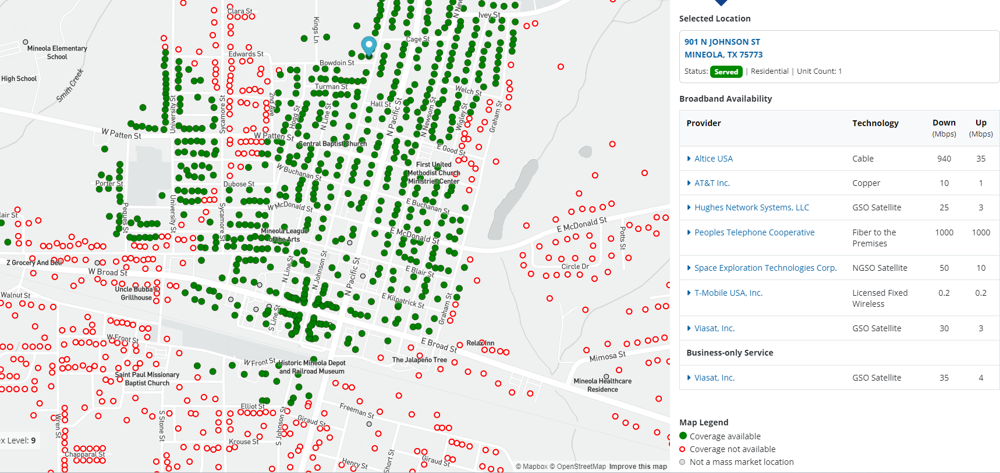 Clara St
Kings Ln
N New
Ivey St
Mineola Elementary
School
Cage St
Edwards St
Bowdoin St
High School
Smith Creek
Turman St
Welch St
2nd Ave
Hall St
University St
Sycamore St
Hogg St
N Line St
N Pacific St
N Newsom St
Wigley St
Graham St
W Patten St
W Patten St
Central Baptist Church
E Good St
First United
Methodist Church
Ministries Center
W Buchanan St
Porter St
Dubose St
University St
Sycamore St
Peques St
W McDonald St
E Buchanan St
lair St
E McDonald St
Potts St
Mineola League
of the Arts
E McDonald St
Z Grocery And Deli
W Broad St
N Line St
N Johnson St
N Pacific St
E Blair St
Circle Dr
Uncle Bubba's
Grillhouse
Walnut St
E Kilpatrick St
Graham St
S Line St
W Front St
E Broad St
Relax Inn
Mimosa St
W Front St
Historic Mineola Depot
and Railroad Museum
The Jalapeño Tree
Saint Paul Missionary
Baptist Church
Mineola Healthcare
Residence
Elliot St
Freeman St
Wren St
S Stone St
S Johnson St
Giraud St
ex Level: 9
Krouse St
Chapparal St
Henry St
Short St
Giraud St
© Mapbox © OpenStreetMap Improve this map
Selected Location
901 N JOHNSON ST
MINEOLA, TX 75773
Status: Served | Residential | Unit Count: 1
Broadband Availability
Provider Technology Down (Mbps) Up (Mbps)
Altice USA Cable 940 35
AT&T Inc. Copper 10 1
Hughes Network Systems, LLC GSO Satellite 25 3
Peoples Telephone Cooperative Fiber to the Premises 1000 1000
Space Exploration Technologies Corp. NGSO Satellite 50 10
T-Mobile USA, Inc. Licensed Fixed Wireless 0.2 0.2
Viasat, Inc. GSO Satellite 30 3
Business-only Service
Viasat, Inc. GSO Satellite 35 4
Map Legend
Coverage available
Coverage not available
Not a mass market location